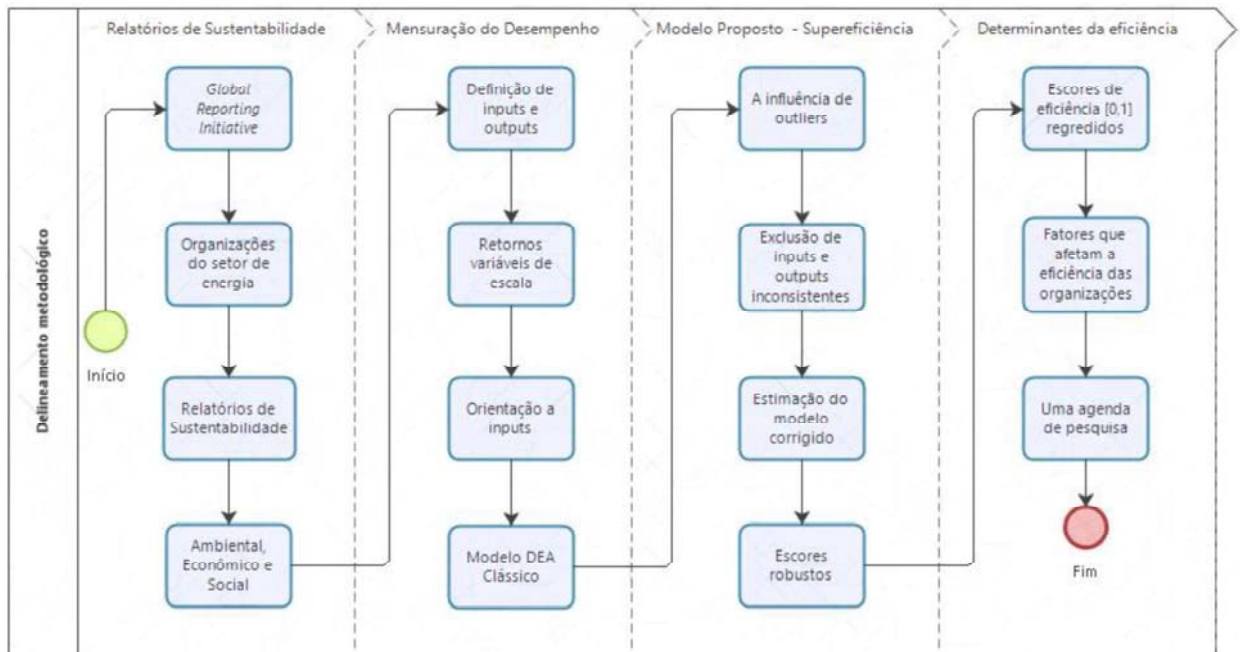 Delineamento metodológico
Relatórios de Sustentabilidade
Início
Global
Reporting
Initiative
Organizações
do setor de
energia
Relatórios de
Sustentabilidade
Ambiental,
Econômico e
Social
Mensuração do Desempenho
Definição de
inputs e
outputs
Retornos
variáveis de
escala
Orientação a
inputs
Modelo DEA
Clássico
Modelo Proposto - Supereficiência
A influência de
outliers
Exclusão de
inputs e
outputs
inconsistentes
Estimação do
modelo
corrigido
Escores
robustos
Determinantes da eficiência
Escores de
eficiência [0,1]
regredidos
Fatores que
afetam a
eficiência das
organizações
Uma agenda
de pesquisa
Fim